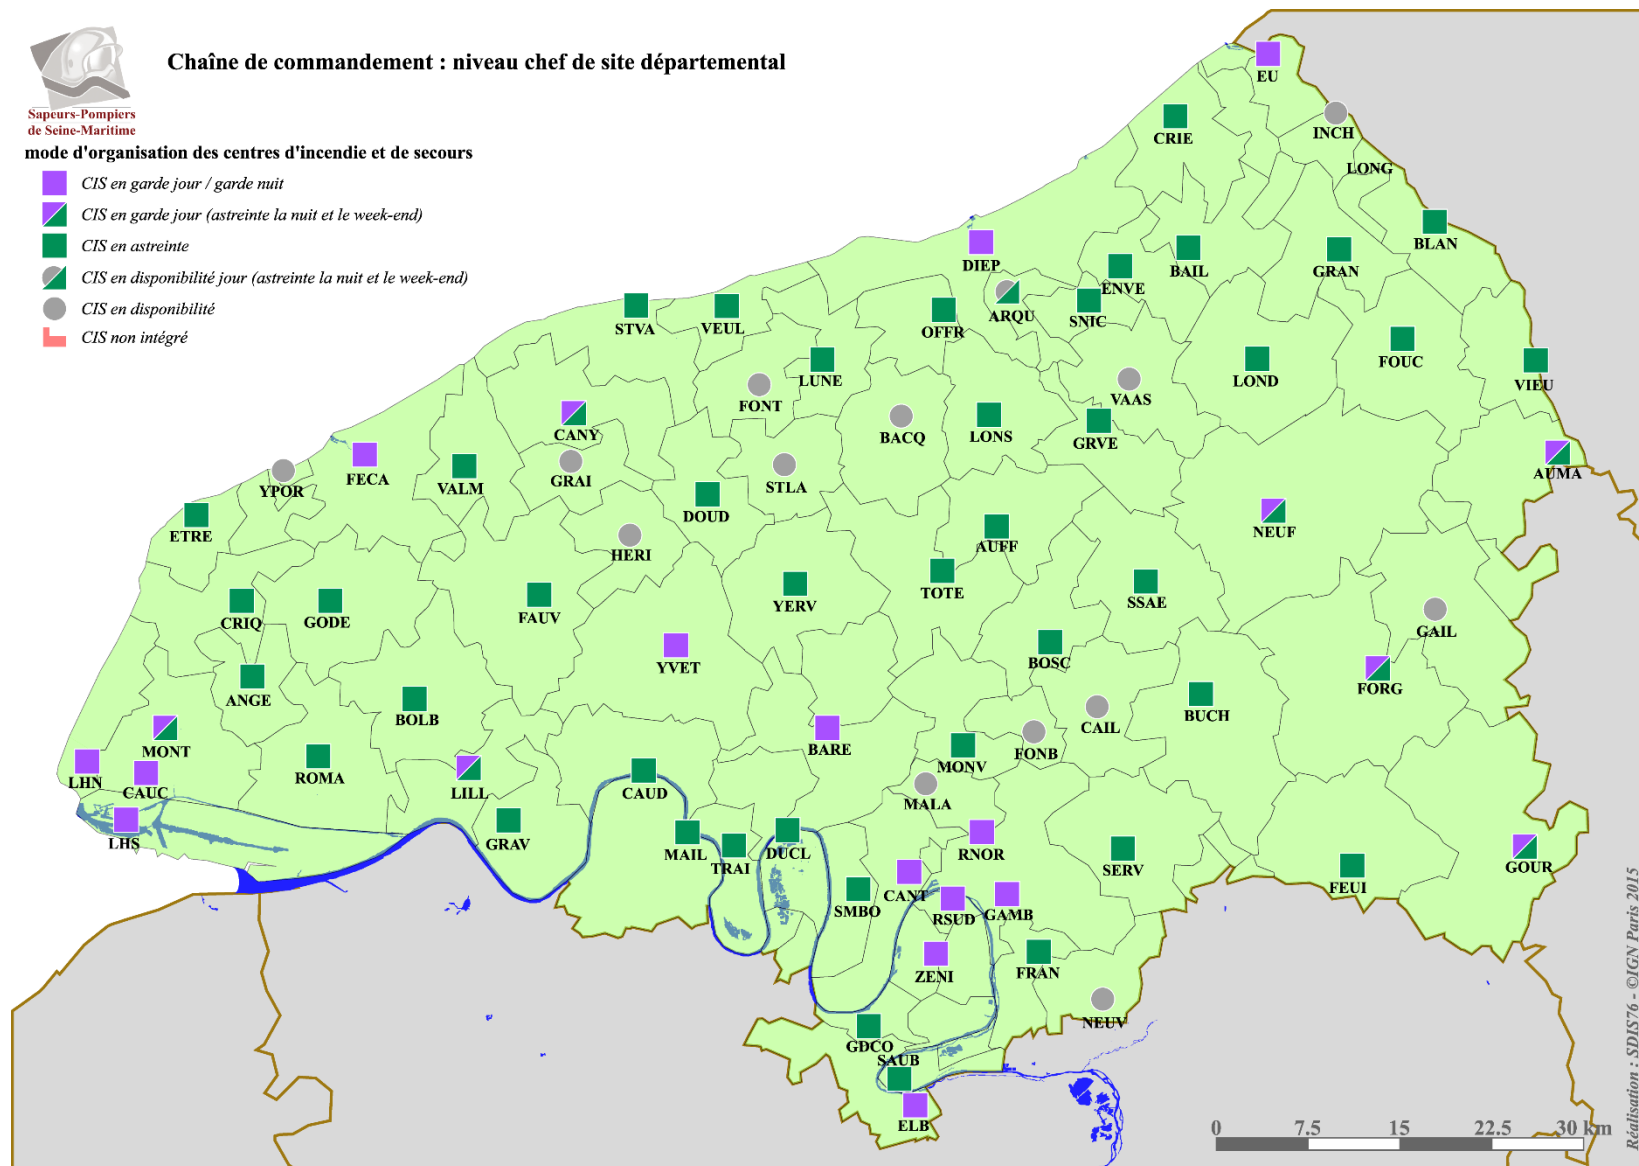 Chaîne de commandement : niveau chef de site départemental
Sapeurs-Pompiers
de Seine-Maritime
mode d'organisation des centres d'incendie et de secours
CIS en garde jour / garde nuit
CIS en garde jour (astreinte la nuit et le week-end)
CIS en astreinte
CIS en disponibilité jour (astreinte la nuit et le week-end)
CIS en disponibilité
CIS non intégré
EU
INCH
CRIE
LONG
BLAN
DIEP
BAIL
GRAN
ENVE
ARQU
SNIC
STVA
VEUL
OFFR
FOUC
LUNE
LOND
VIEU
FONT
VAAS
CANY
BACQ
LONS
GRVE
FECA
YPOR
VALM
GRAI
STLA
AUMA
DOUD
ETRE
NEUF
HERI
AUFF
TOTE
CRIQ
GODE
FAUV
YERV
SSAE
GAIL
YVET
BOSC
FORG
ANGE
BOLB
BUCH
CAIL
MONT
BARE
FONB
LHN
CAUC
ROMA
LILL
CAUD
MONV
MALA
LHS
GRAV
MAIL
TRAI
DUCL
RNOR
SERV
FEUI
GOUR
CANT
SMBO
RSUD
GAMB
ZENI
FRAN
NEUV
GDCO
SAUB
ELB
0 7.5 15 22.5 30 km
Réalisation : SDIS76 - ©IGN Paris 2015